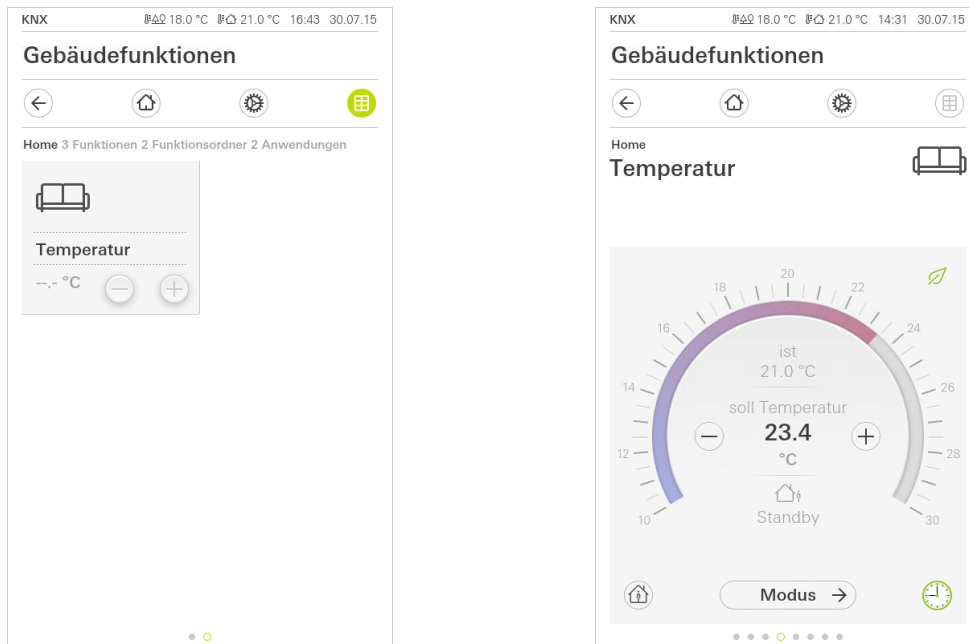 KNX 18.0 °C 21.0 °C 16:43 30.07.15
Gebäudefunktionen
Home 3 Funktionen 2 Funktionsordner 2 Anwendungen
Temperatur
--.- °C
KNX 18.0 °C 21.0 °C 14:31 30.07.15
Gebäudefunktionen
Home
Temperatur
20
18 22
16 24
14 26
12 28
10 30
ist
21.0 °C
soll Temperatur
23.4
°C
Standby
Modus